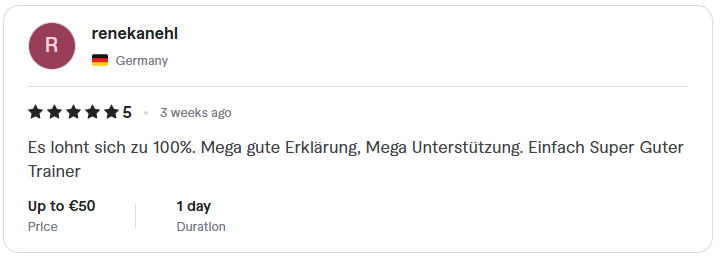 R
renekanehl
Germany
5 • 3 weeks ago
Es lohnt sich zu 100%. Mega gute Erklärung, Mega Unterstützung. Einfach Super Guter
Trainer
Up to €50
1 day
Price
Duration